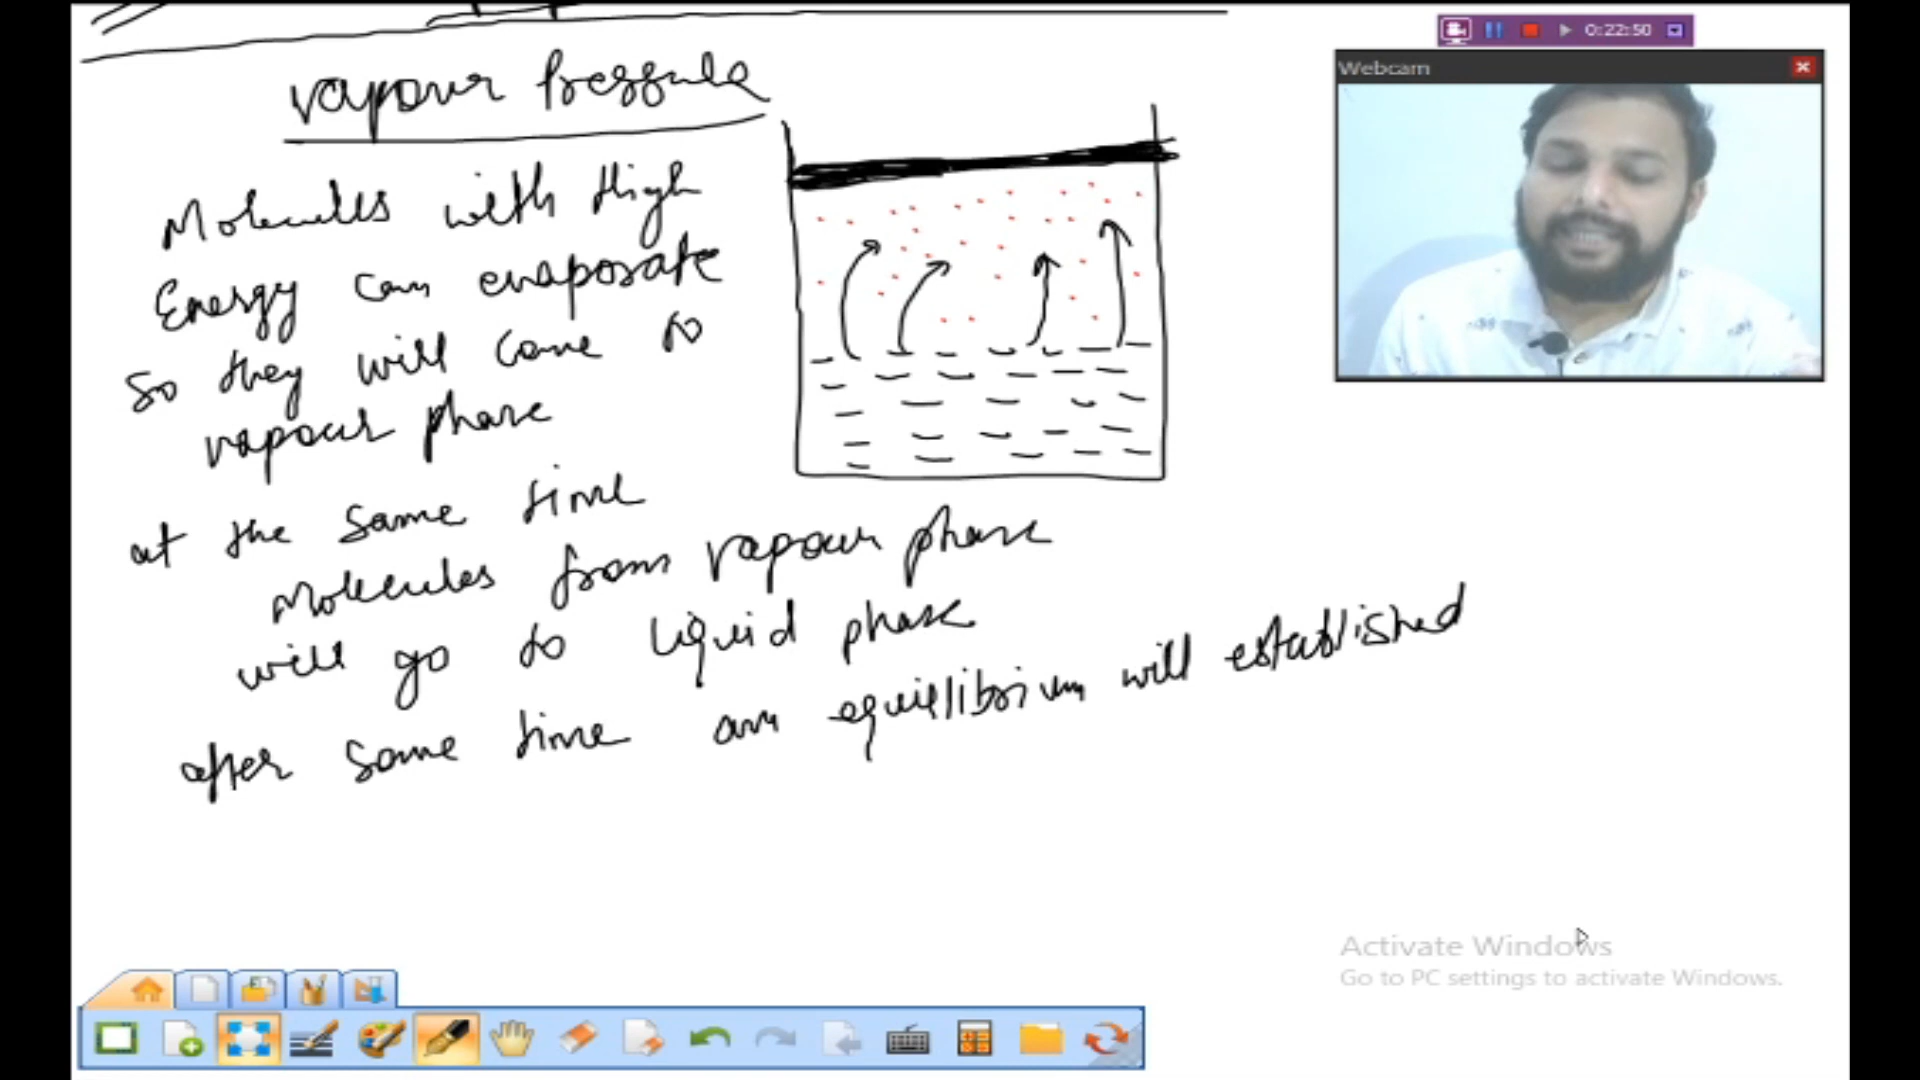 vapour pressure
Molecules with high
Energy can evaporate
so they will come to
vapour phase
at the same time
Molecules from vapour phase
will go to liquid phase
after some time an equilibrium will established
0:22:50
Webcam
Activate Windows
Go to PC settings to activate Windows.